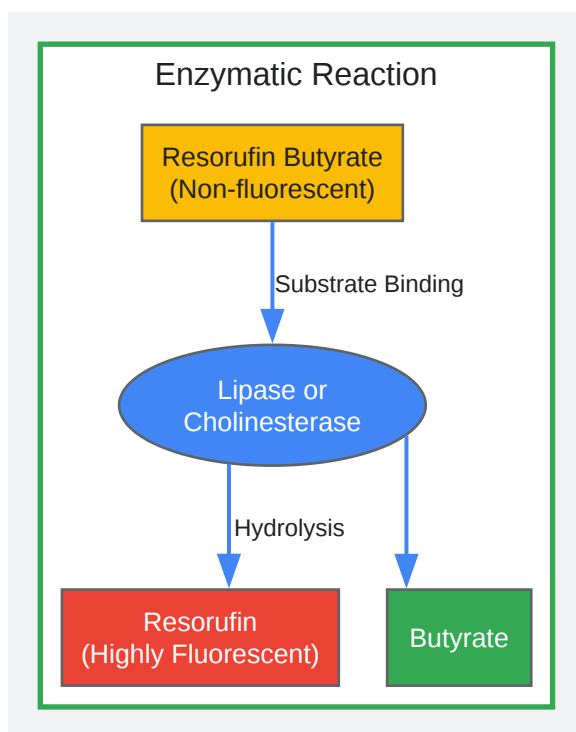 Enzymatic Reaction
Resorufin Butyrate
(Non-fluorescent)
Substrate Binding
Lipase or
Cholinesterase
Hydrolysis
Resorufin
(Highly Fluorescent)
Butyrate